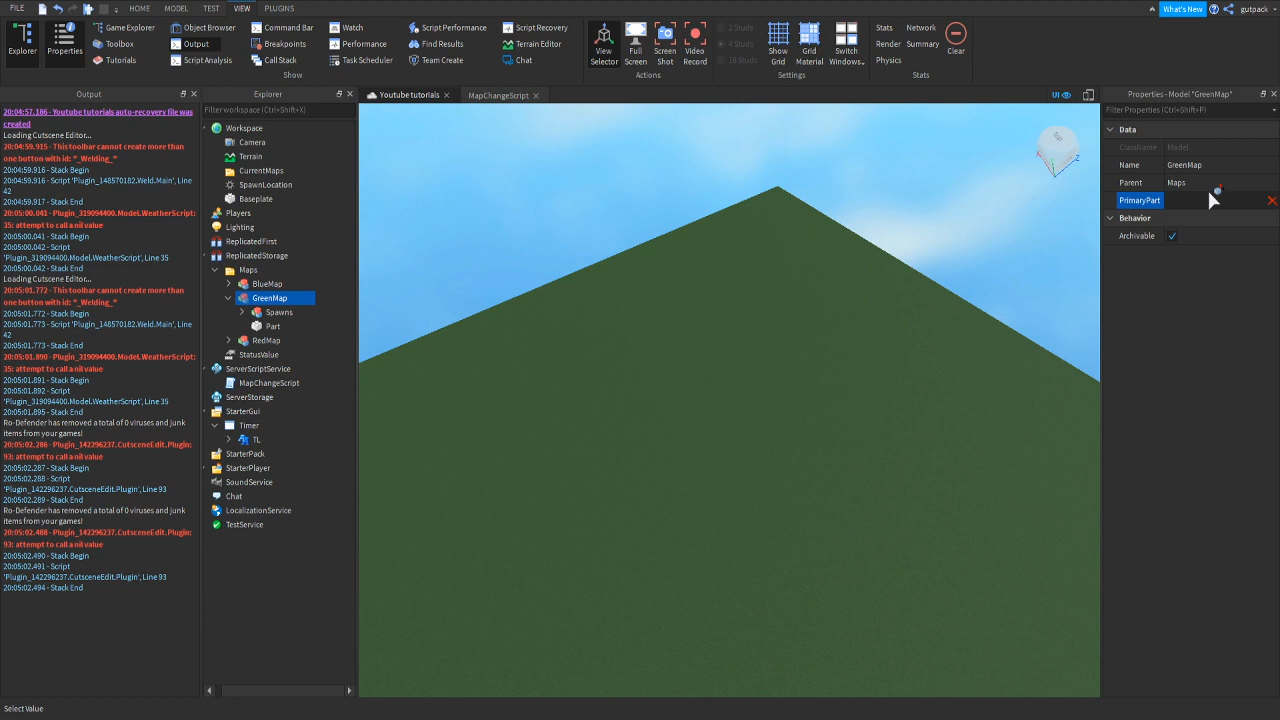 FILE HOME MODEL TEST VIEW PLUGINS What's New gutpack
Explorer
Properties
Game Explorer
Toolbox
Tutorials
Object Browser
Output
Script Analysis
Command Bar
Breakpoints
Call Stack
Watch
Performance
Task Scheduler
Script Performance
Find Results
Team Create
Script Recovery
Terrain Editor
Chat
Show
View
Selector
Full
Screen
Screen
Shot
Video
Record
Actions
2 Studs
4 Studs
16 Studs
Show
Grid
Grid
Material
Switch
Windows
Settings
Stats
Render
Physics
Network
Summary
Clear
Stats
Output
20:04:57.186 - Youtube tutorials auto-recovery file was
created
Loading Cutscene Editor...
20:04:59.915 - This toolbar cannot create more than
one button with id: "_Welding_"
20:04:59.916 - Stack Begin
20:04:59.916 - Script 'Plugin_148570182.Weld.Main', Line
42
20:04:59.917 - Stack End
20:05:00.041 - Plugin_319094400.Model.WeatherScript:
35: attempt to call a nil value
20:05:00.041 - Stack Begin
20:05:00.042 - Script
'Plugin_319094400.Model.WeatherScript', Line 35
20:05:00.042 - Stack End
Loading Cutscene Editor...
20:05:01.772 - This toolbar cannot create more than
one button with id: "_Welding_"
20:05:01.772 - Stack Begin
20:05:01.773 - Script 'Plugin_148570182.Weld.Main', Line
42
20:05:01.773 - Stack End
20:05:01.890 - Plugin_319094400.Model.WeatherScript:
35: attempt to call a nil value
20:05:01.891 - Stack Begin
20:05:01.892 - Script
'Plugin_319094400.Model.WeatherScript', Line 35
20:05:01.895 - Stack End
Ro-Defender has removed a total of 0 viruses and junk
items from your games!
20:05:02.286 - Plugin_142296237.CutsceneEdit.Plugin:
93: attempt to call a nil value
20:05:02.287 - Stack Begin
20:05:02.288 - Script
'Plugin_142296237.CutsceneEdit.Plugin', Line 93
20:05:02.289 - Stack End
Ro-Defender has removed a total of 0 viruses and junk
items from your games!
20:05:02.488 - Plugin_142296237.CutsceneEdit.Plugin:
93: attempt to call a nil value
20:05:02.490 - Stack Begin
20:05:02.491 - Script
'Plugin_142296237.CutsceneEdit.Plugin', Line 93
20:05:02.494 - Stack End
Explorer
Filter workspace (Ctrl+Shift+X)
Workspace
Camera
Terrain
CurrentMaps
SpawnLocation
Baseplate
Players
Lighting
ReplicatedFirst
ReplicatedStorage
Maps
BlueMap
GreenMap
Spawns
Part
RedMap
StatusValue
ServerScriptService
MapChangeScript
ServerStorage
StarterGui
Timer
TL
StarterPack
StarterPlayer
SoundService
Chat
LocalizationService
TestService
Youtube tutorials MapChangeScript UI
Top
Z
Properties - Model "GreenMap"
Filter Properties (Ctrl+Shift+P)
Data
ClassName Model
Name GreenMap
Parent Maps
PrimaryPart
Behavior
Archivable
Select Value